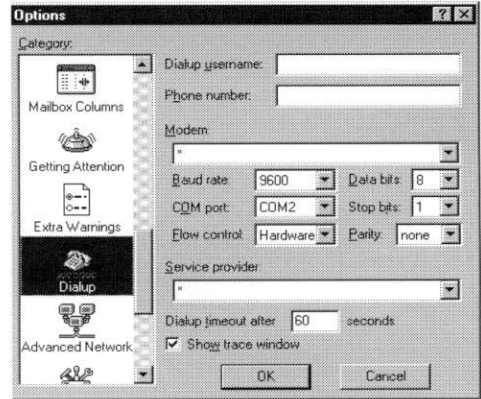 Options
Category:
Mailbox Columns
Getting Attention
Extra Warnings
Dialup
Advanced Network
Dialup username:
Phone number:
Modem
*
Baud rate: 9600 Data bits: 8
COM port: COM2 Stop bits: 1
Flow control: Hardware Parity: none
Service provider
*
Dialup timeout after 60 seconds
Show trace window
OK Cancel